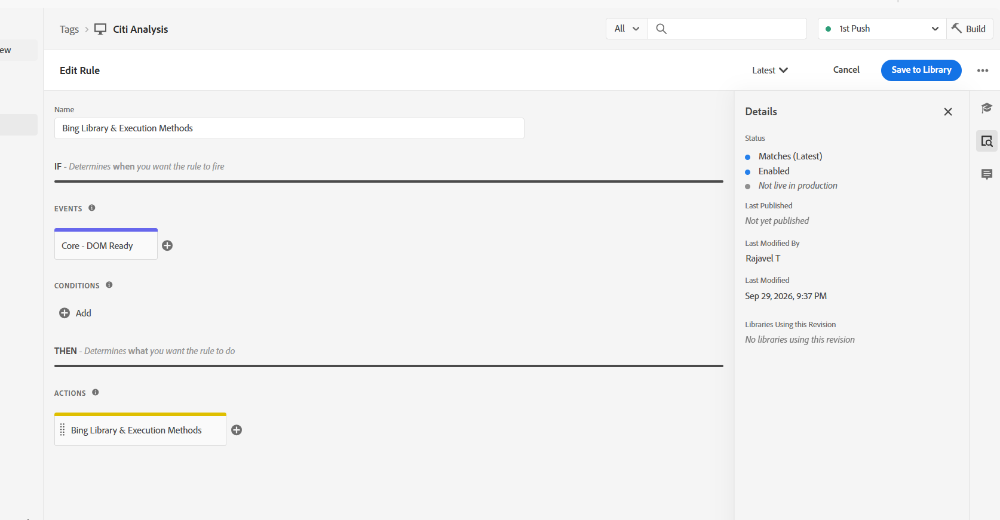 Tags > Citi Analysis
All
1st Push
Build
ew
Edit Rule
Latest
Cancel
Save to Library
Name
Bing Library & Execution Methods
IF - Determines when you want the rule to fire
EVENTS
Core - DOM Ready
CONDITIONS
Add
THEN - Determines what you want the rule to do
ACTIONS
Bing Library & Execution Methods
Details
Status
Matches (Latest)
Enabled
Not live in production
Last Published
Not yet published
Last Modified By
Rajavel T
Last Modified
Sep 29, 2026, 9:37 PM
Libraries Using this Revision
No libraries using this revision